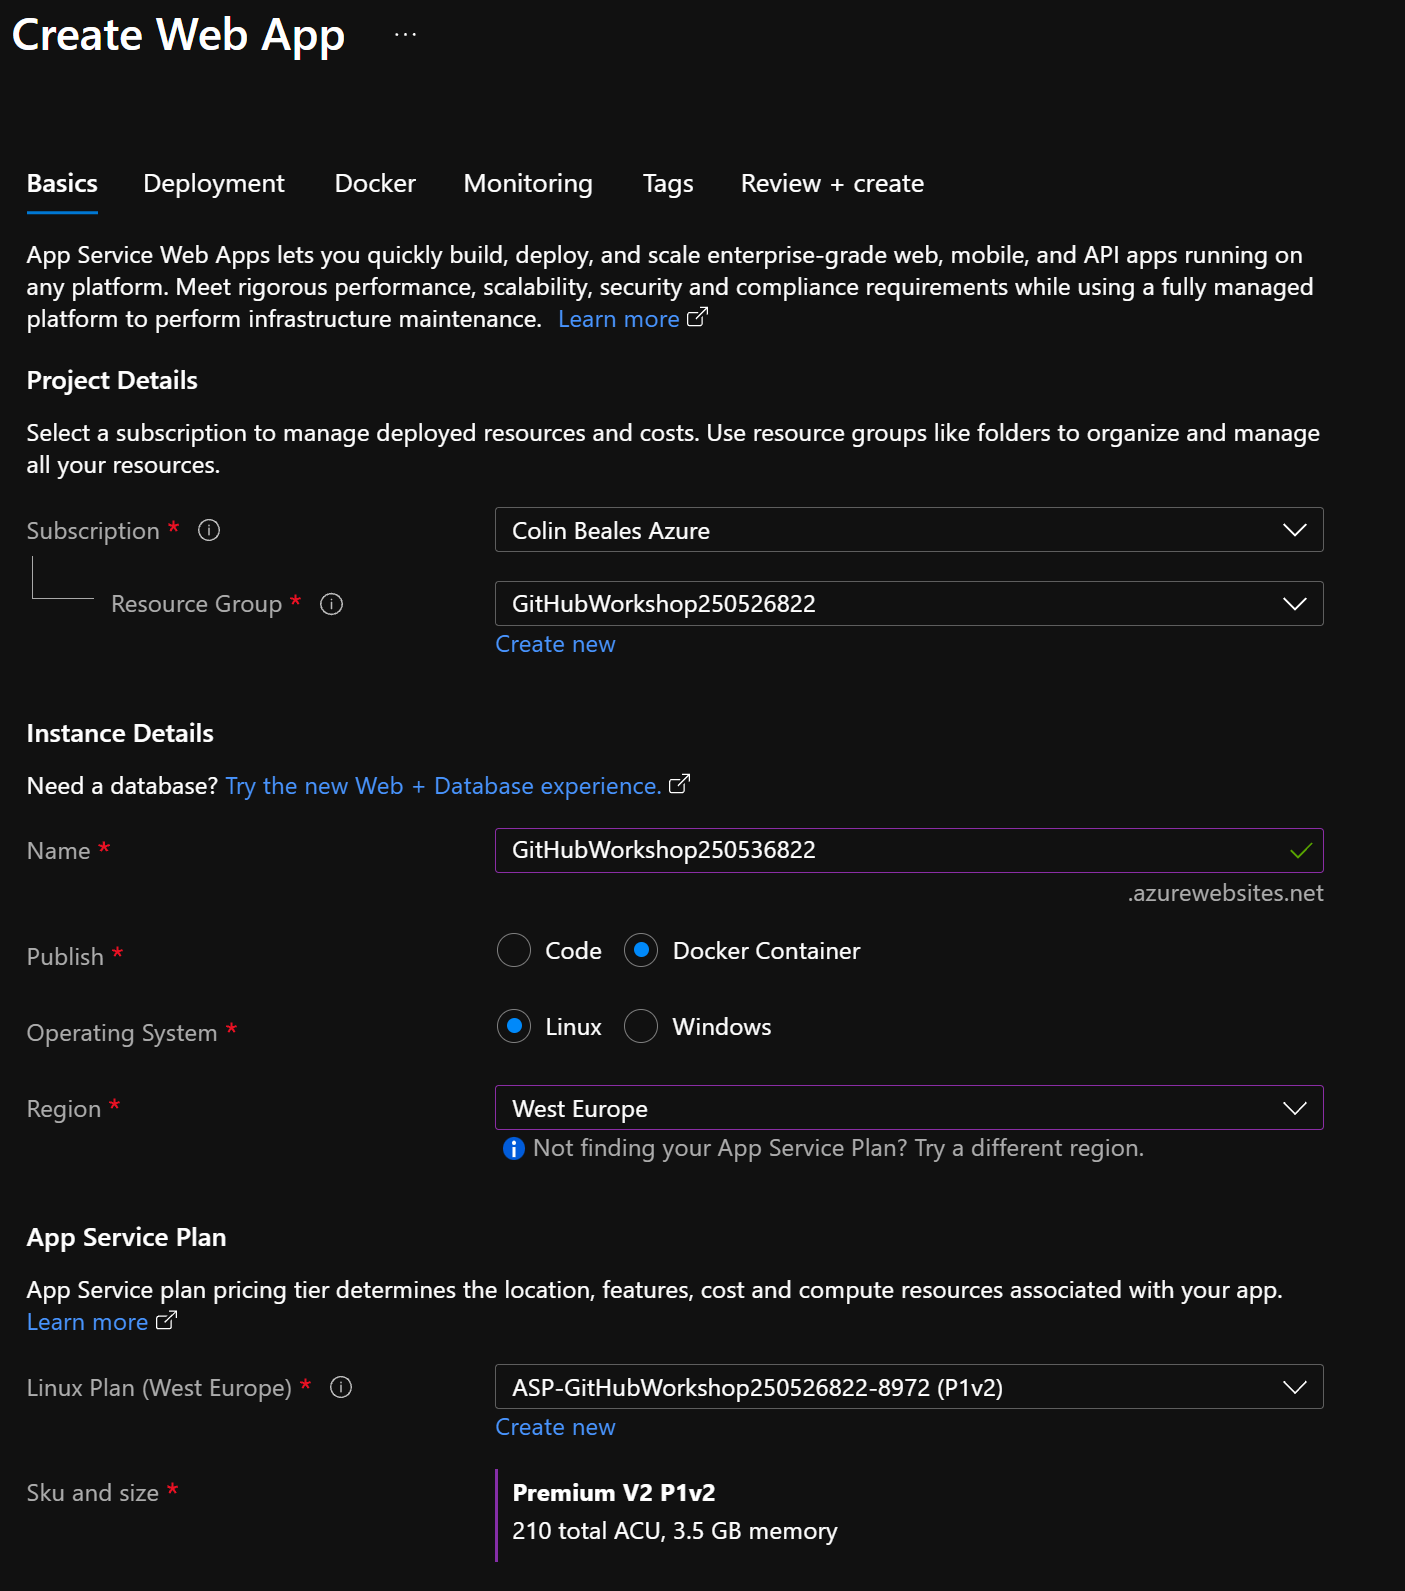 Create Web App ...
Basics Deployment Docker Monitoring Tags Review + create
App Service Web Apps lets you quickly build, deploy, and scale enterprise-grade web, mobile, and API apps running on
any platform. Meet rigorous performance, scalability, security and compliance requirements while using a fully managed
platform to perform infrastructure maintenance. Learn more
Project Details
Select a subscription to manage deployed resources and costs. Use resource groups like folders to organize and manage
all your resources.
Subscription * Colin Beales Azure
Resource Group * GitHubWorkshop250526822
Create new
Instance Details
Need a database? Try the new Web + Database experience.
Name * GitHubWorkshop250536822
.azurewebsites.net
Publish * Code Docker Container
Operating System * Linux Windows
Region * West Europe
Not finding your App Service Plan? Try a different region.
App Service Plan
App Service plan pricing tier determines the location, features, cost and compute resources associated with your app.
Learn more
Linux Plan (West Europe) * ASP-GitHubWorkshop250526822-8972 (P1v2)
Create new
Sku and size * Premium V2 P1v2
210 total ACU, 3.5 GB memory